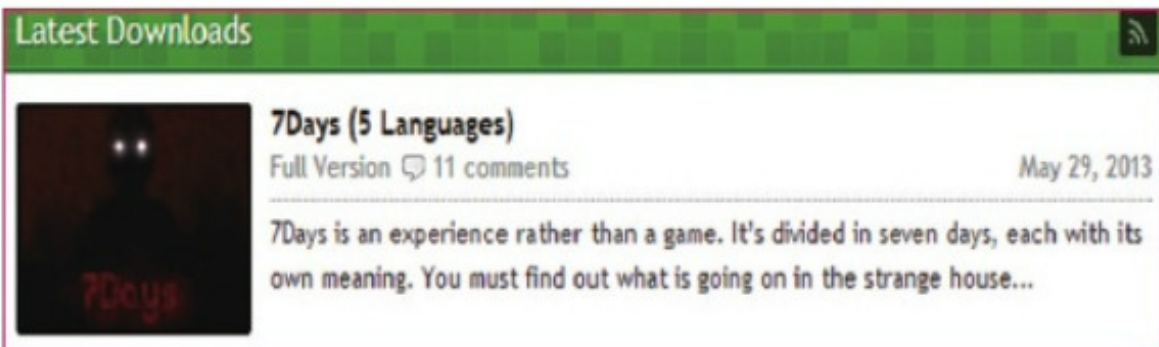 Latest Downloads
7Days (5 Languages)
Full Version 11 comments
May 29, 2013
7Days is an experience rather than a game. It's divided in seven days, each with its
own meaning. You must find out what is going on in the strange house...
7Days